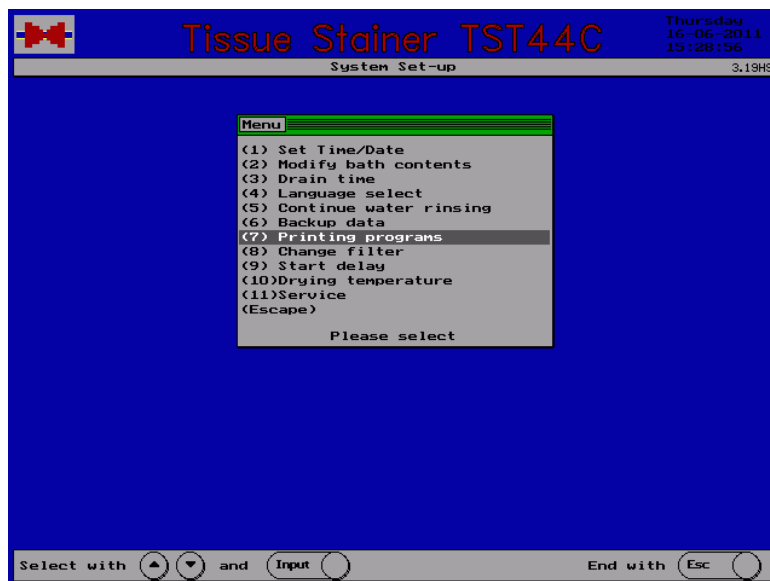 Tissue Stainer TST44C
Thursday
16-06-2011
15:28:56
System Set-up
3.19HS
Menu
(1) Set Time/Date
(2) Modify bath contents
(3) Drain time
(4) Language select
(5) Continue water rinsing
(6) Backup data
(7) Printing programs
(8) Change filter
(9) Start delay
(10)Drying temperature
(11)Service
(Escape)
Please select
Select with and Input End with Esc